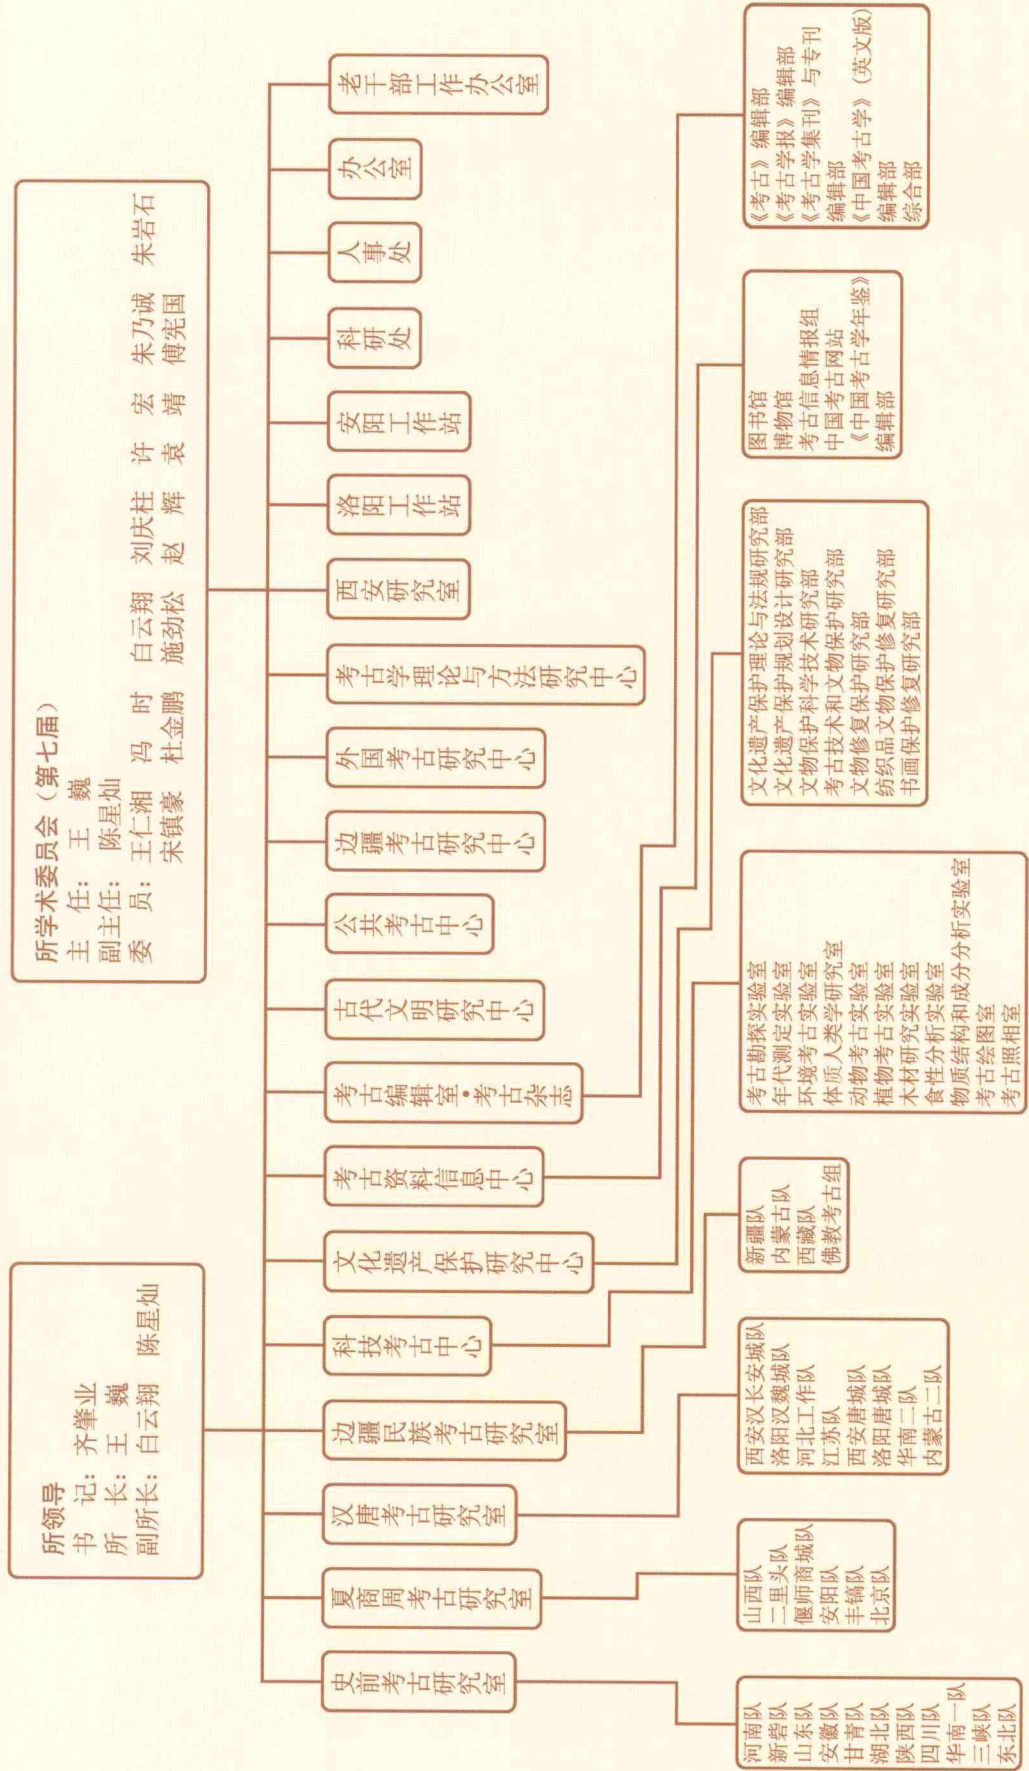 所领导
书　记：　齐肇业
所　长：　王　巍
副所长：　白云翔　陈星灿
所学术委员会（第七届）
主　任：　王　巍
副主任：　陈星灿
委　员：　王仁湘　冯　时　白云翔　刘庆柱　许　宏　朱乃诚　朱岩石
宋镇豪　杜金鹏　施劲松　赵　辉　袁　靖　傅宪国
史前考古研究室
夏商周考古研究室
汉唐考古研究室
边疆民族考古研究室
科技考古中心
文化遗产保护研究中心
考古资料信息中心
考古编辑室·考古杂志
古代文明研究中心
公共考古中心
边疆考古研究中心
外国考古研究中心
考古学理论与方法研究中心
西安研究室
洛阳工作站
安阳工作站
科研处
人事处
办公室
老干部工作办公室
河南队
新砦队
山东队
安徽队
甘青队
湖北队
陕西队
四川队
华南一队
三峡队
东北队
山西队
二里头队
偃师商城队
安阳队
丰镐队
北京队
西安汉长安城队
洛阳汉魏城队
河北工作队
江苏队
西安唐城队
洛阳唐城队
华南二队
内蒙古二队
新疆队
内蒙古队
西藏队
佛教考古组
考古勘探实验室
年代测定实验室
环境考古实验室
体质人类学研究室
动物考古实验室
植物考古实验室
木材研究实验室
食性分析实验室
物质结构和成分分析实验室
考古绘图室
考古照相室
文化遗产保护理论与法规研究部
文化遗产保护规划设计研究部
文物保护科学技术研究部
考古技术和文物保护研究部
文物修复保护研究部
纺织品文物保护修复研究部
书画保护修复研究部
图书馆
博物馆
考古信息情报组
中国考古网站
《中国考古学年鉴》
编辑部
《考古》编辑部
《考古学报》编辑部
《考古学集刊》与专刊
编辑部
《中国考古学》（英文版）
编辑部
综合部